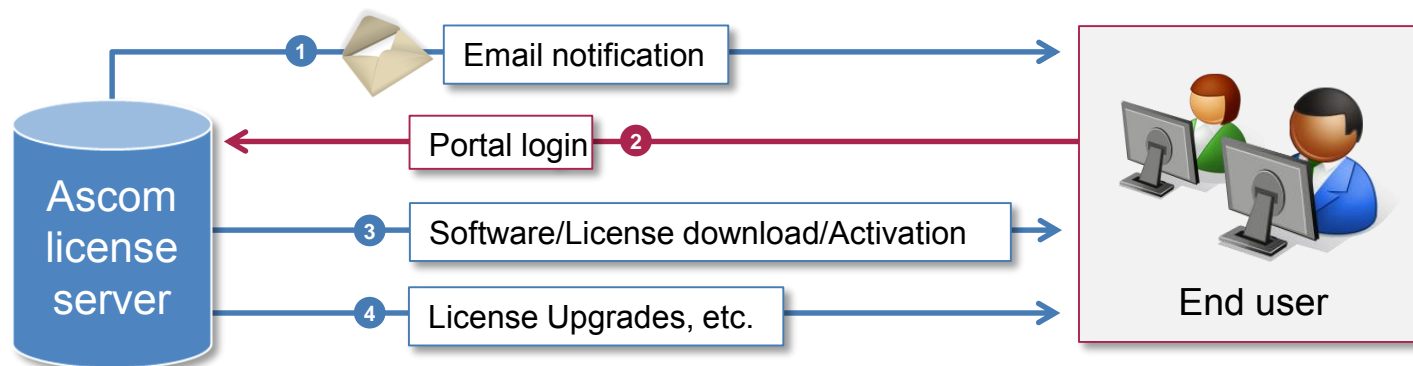 1
Email notification
Portal login
2
Ascom
license
server
3
Software/License download/Activation
4
License Upgrades, etc.
End user